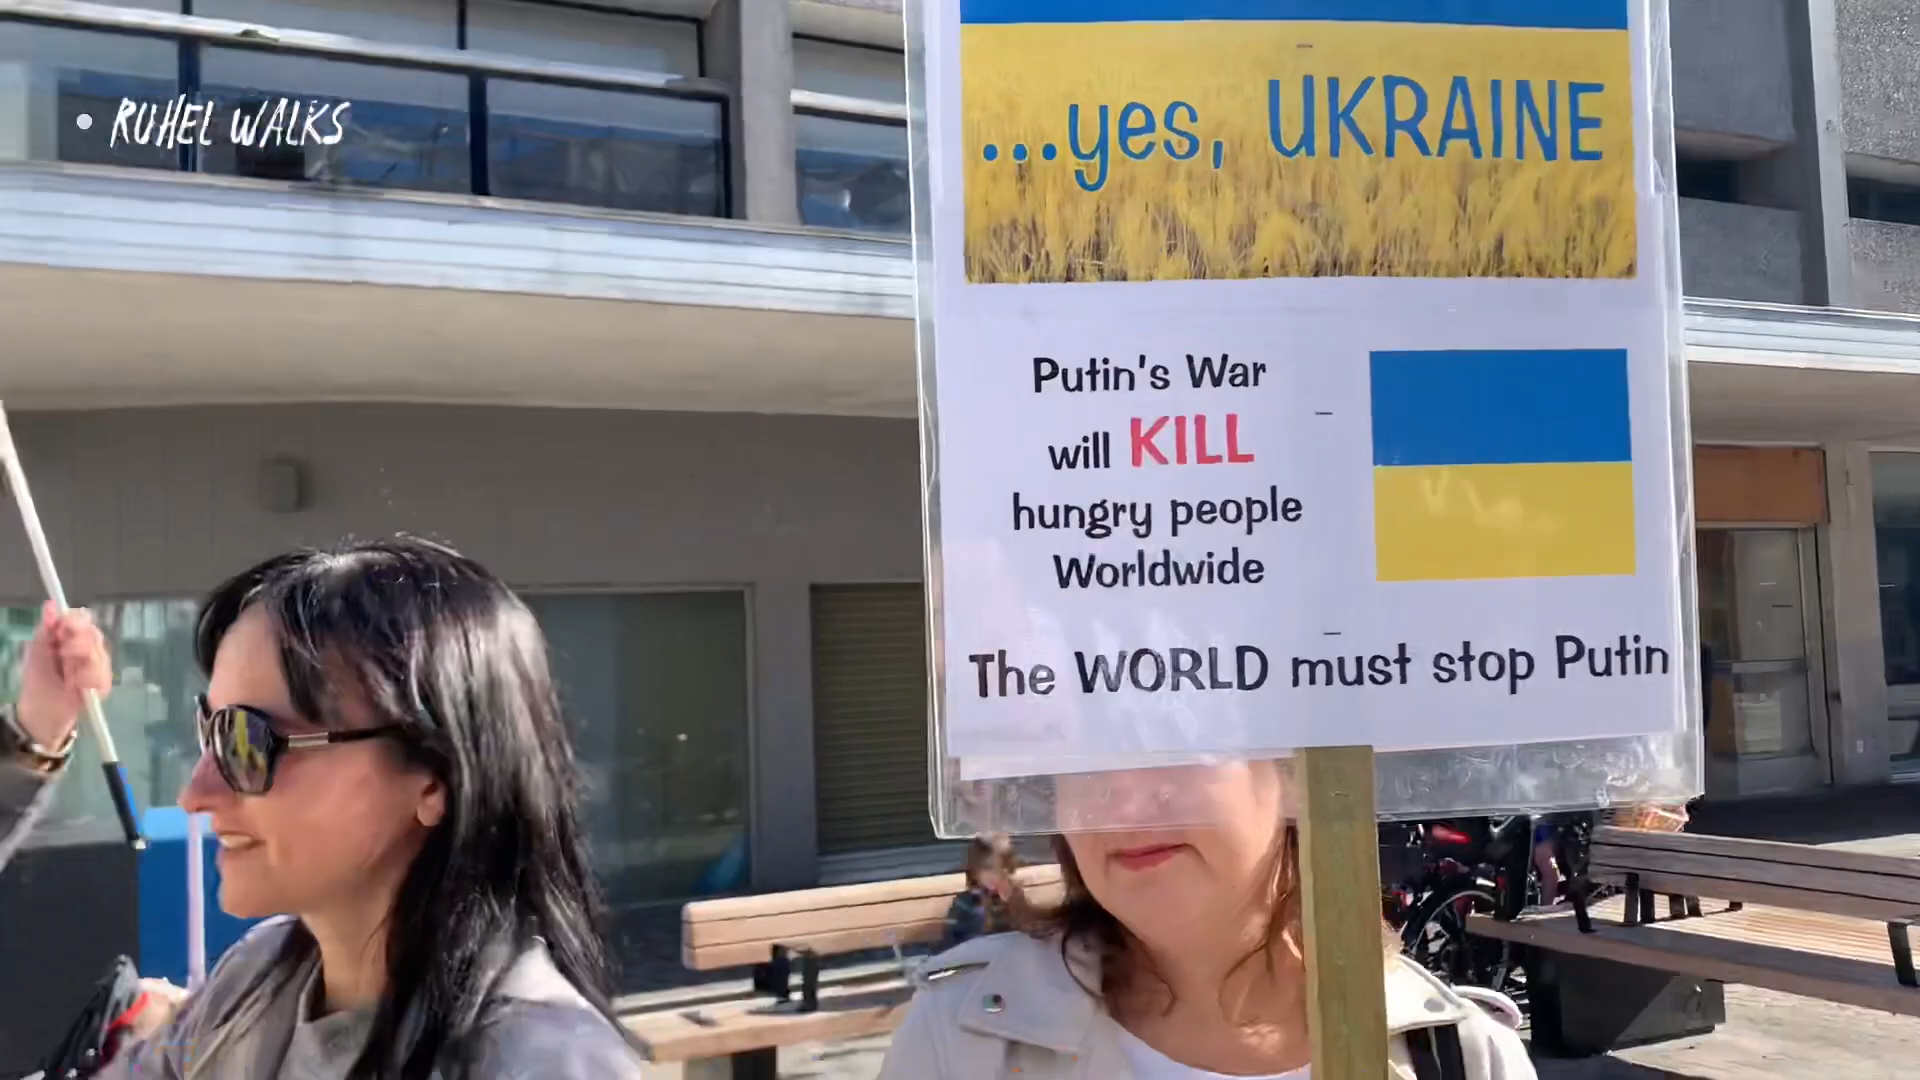 RUHEL WALKS
...yes, UKRAINE
Putin's War
will KILL
hungry people
Worldwide
The WORLD must stop Putin